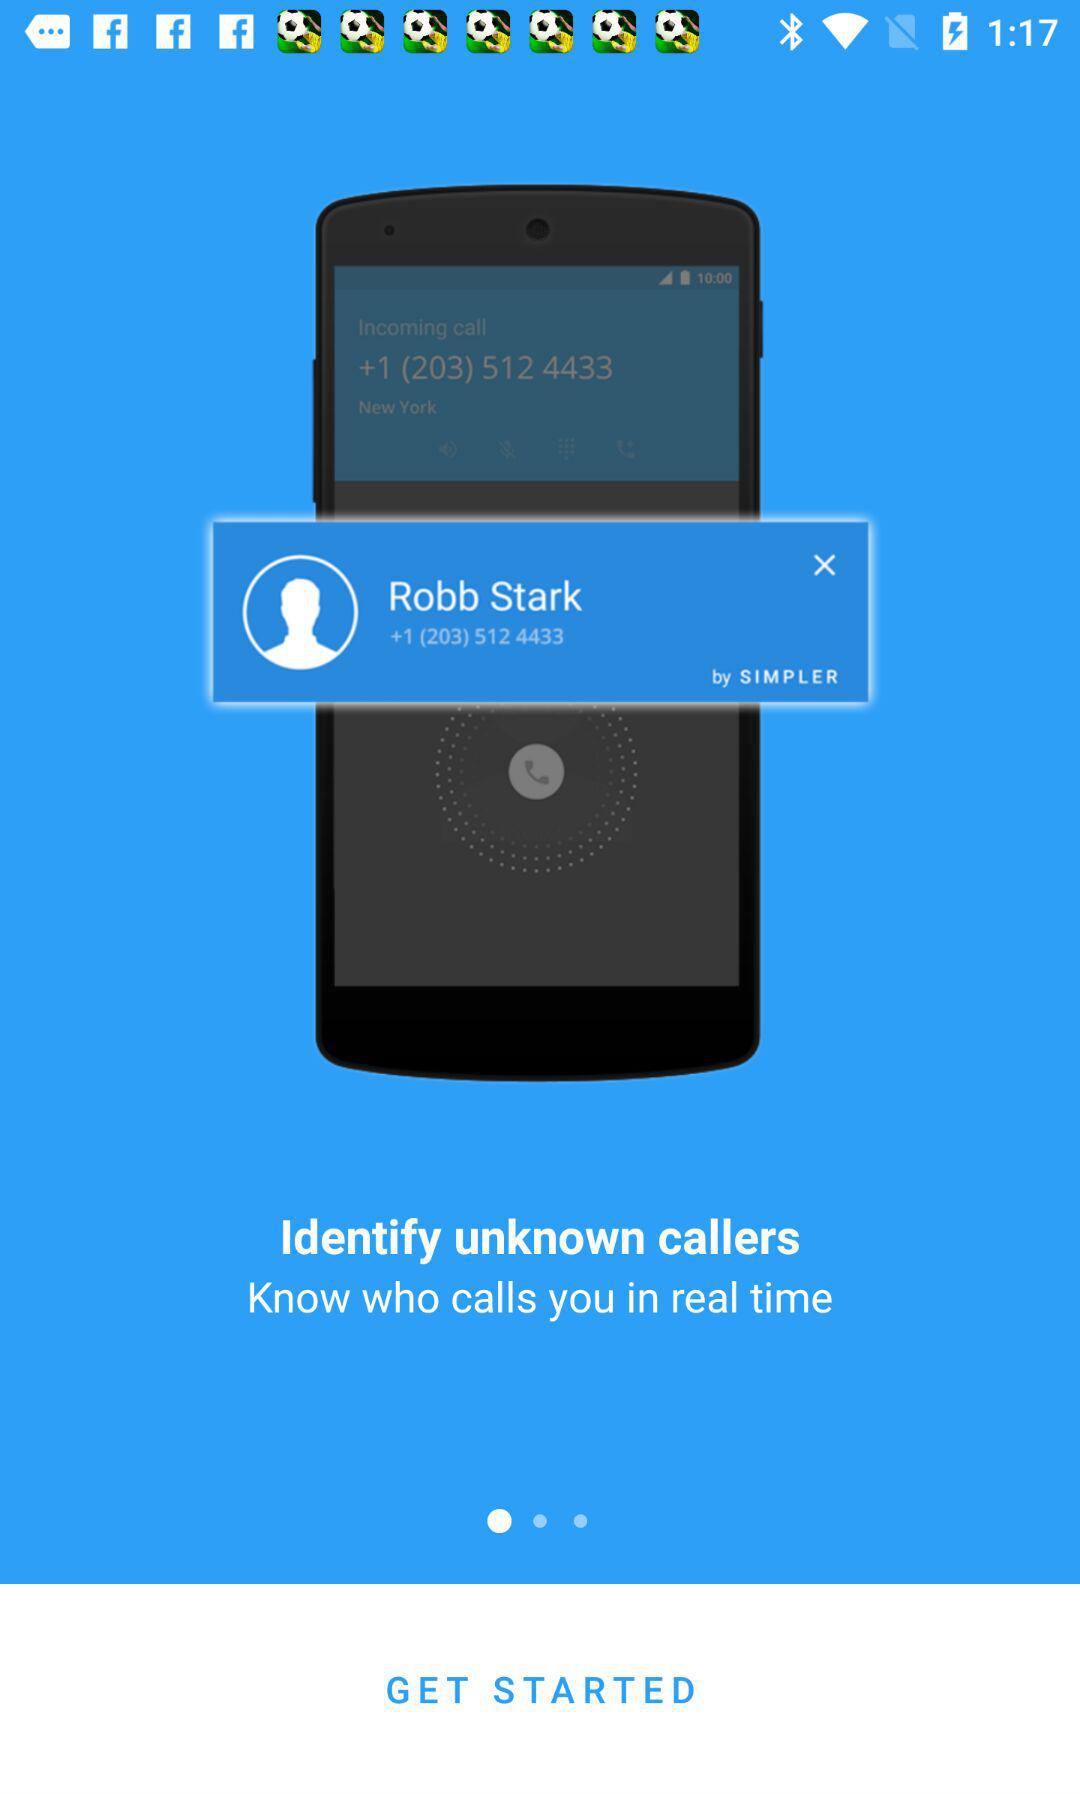 1:17
10:00
Incoming call
+1 (203) 512 4433
New York
Robb Stark
+1 (203) 512 4433
by SIMPLER
Identify unknown callers
Know who calls you in real time
GET STARTED